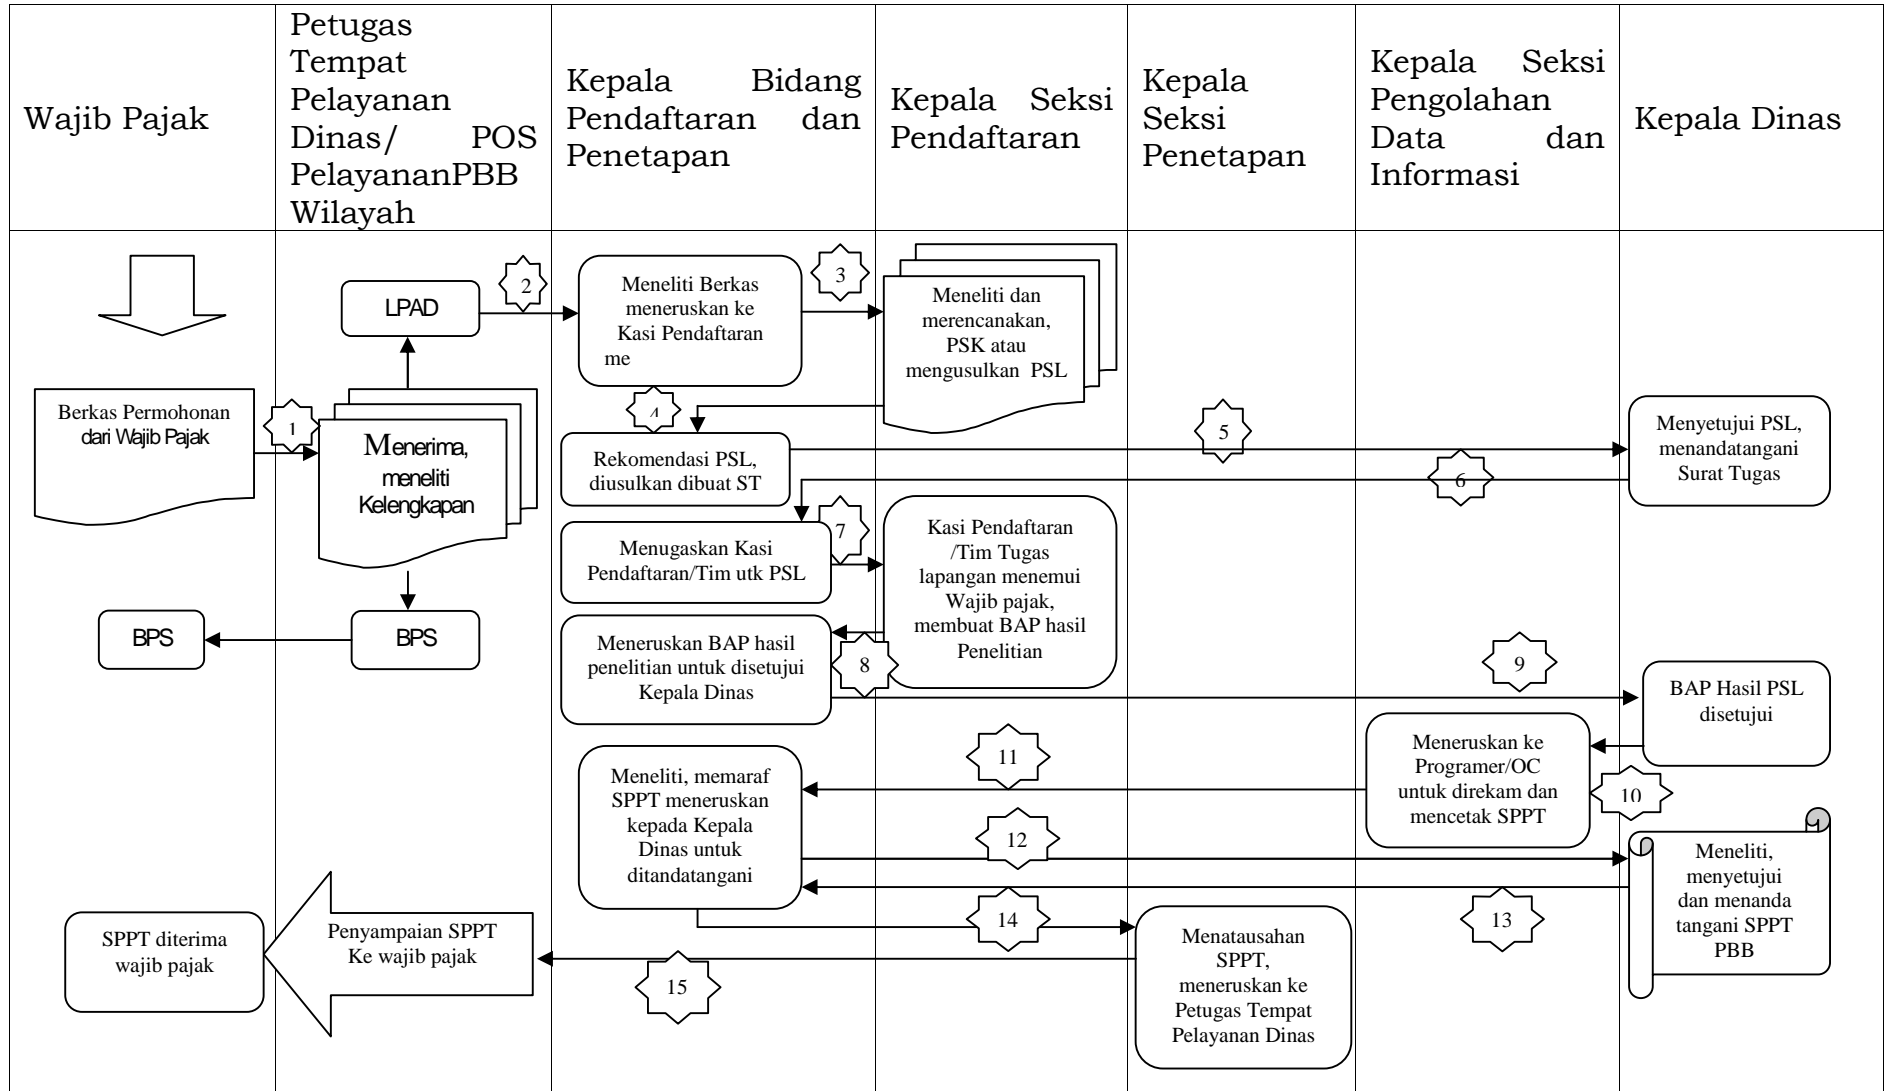 Wajib Pajak
Petugas
Tempat
Pelayanan
Dinas/ POS
PelayananPBB
Wilayah
Kepala Bidang
Pendaftaran dan
Penetapan
Kepala Seksi
Pendaftaran
Kepala
Seksi
Penetapan
Kepala Seksi
Pengolahan
Data dan
Informasi
Kepala Dinas
Berkas Permohonan
dari Wajib Pajak
1
Menerima,
meneliti
Kelengkapan
LPAD
BPS
BPS
2
Meneliti Berkas
meneruskan ke
Kasi Pendaftaran
me
3
Meneliti dan
merencanakan,
PSK atau
mengusulkan PSL
4
Rekomendasi PSL,
diusulkan dibuat ST
5
Menyetujui PSL,
menandatangani
Surat Tugas
6
Menugaskan Kasi
Pendaftaran/Tim utk PSL
7
Kasi Pendaftaran
/Tim Tugas
lapangan menemui
Wajib pajak,
membuat BAP hasil
Penelitian
8
Meneruskan BAP hasil
penelitian untuk disetujui
Kepala Dinas
9
BAP Hasil PSL
disetujui
10
Meneruskan ke
Programer/OC
untuk direkam dan
mencetak SPPT
11
Meneliti, memaraf
SPPT meneruskan
kepada Kepala
Dinas untuk
ditandatangani
12
Meneliti,
menyetujui
dan menanda
tangani SPPT
PBB
13
14
Menatausahan
SPPT,
meneruskan ke
Petugas Tempat
Pelayanan Dinas
15
Penyampaian SPPT
Ke wajib pajak
SPPT diterima
wajib pajak